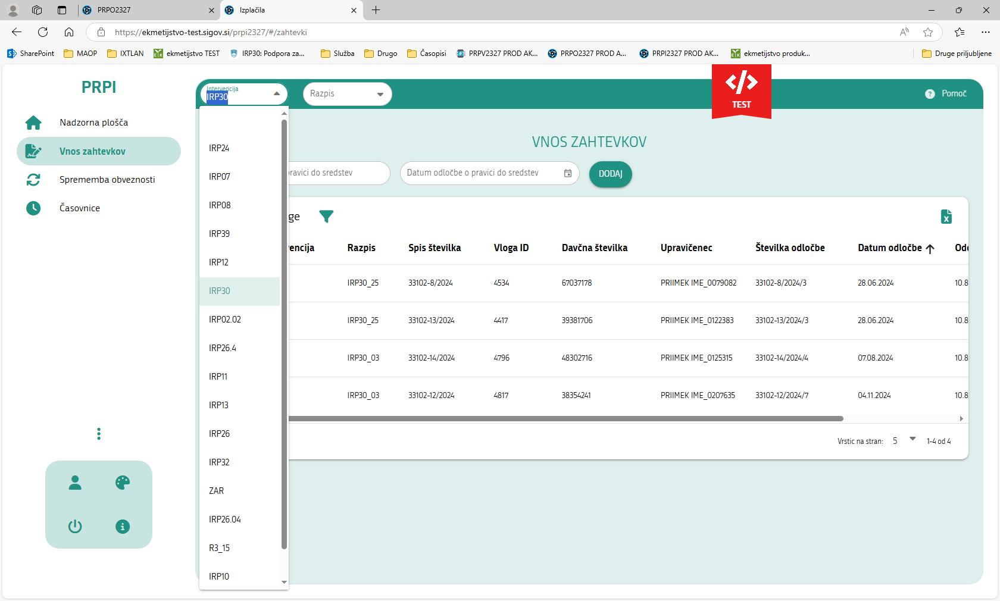 PRPO2327
Izplačila
https://ekmetijstvo-test.sigov.si/prpi2327/#/zahtevki
SharePoint
MAOP
IXTLAN
ekmetijstvo TEST
IRP30: Podpora za...
Služba
Drugo
Časopisi
PRPV2327 PROD AK...
PRPO2327 PROD A...
PRPI2327 PROD AK...
ekmetijstvo produk...
Druge priljubljene
PRPI
Nadzorna plošča
Vnos zahtevkov
Sprememba obveznosti
Časovnice
Intervencija
IRP30
Razpis
TEST
Pomoč
IRP24
IRP07
IRP08
IRP39
IRP12
IRP30
IRP02.02
IRP26.4
IRP11
IRP13
IRP26
IRP32
ZAR
IRP26.04
R3_15
IRP10
VNOS ZAHTEVKOV
pravici do sredstev
Datum odločbe o pravici do sredstev
DODAJ
ge
vencija Razpis Spis številka Vloga ID Davčna številka Upravičenec Številka odločbe Datum odločbe
IRP30_25 33102-8/2024 4534 67037178 PRIIMEK IME_0079082 33102-8/2024/3 28.06.2024 10.8
IRP30_25 33102-13/2024 4417 39381706 PRIIMEK IME_0122383 33102-13/2024/3 28.06.2024 10.8
IRP30_03 33102-14/2024 4796 48302716 PRIIMEK IME_0125315 33102-14/2024/4 07.08.2024 10.8
IRP30_03 33102-12/2024 4817 38354241 PRIIMEK IME_0207635 33102-12/2024/7 04.11.2024 10.8
Vrstic na stran: 5 1-4 od 4